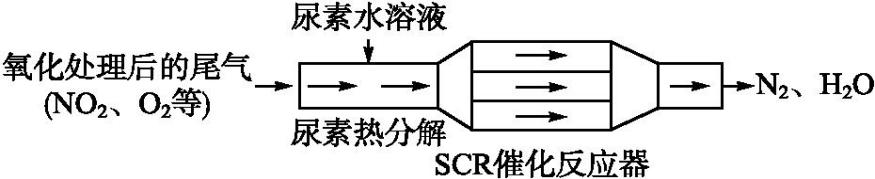 尿素水溶液
氧化处理后的尾气
(NO₂、O₂等)
N₂、H₂O
尿素热分解
SCR催化反应器